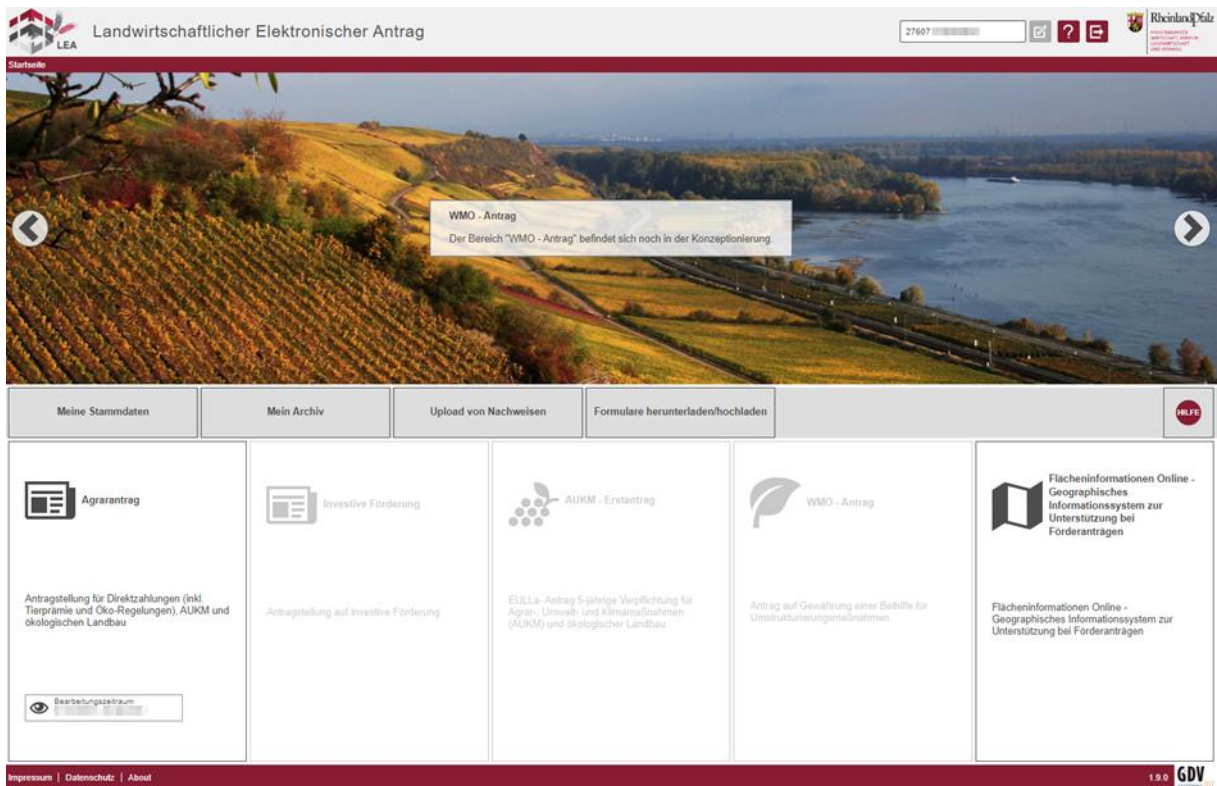 LEA
Landwirtschaftlicher Elektronischer Antrag
27607
?
RheinlandPfalz
Startseite
WMO - Antrag
Der Bereich "WMO - Antrag" befindet sich noch in der Konzeptionierung.
Meine Stammdaten
Mein Archiv
Upload von Nachweisen
Formulare herunterladen/hochladen
HILFE
Agrarantrag
Antragstellung für Direktzahlungen (inkl.
Tierprämie und Öko-Regelungen), AUKM und
ökologischen Landbau
Bearbeitungszeitraum
Investive Förderung
Antragstellung auf investive Förderung
AUKM - Erstantrag
EULLa- Antrag 5-jährige Verpflichtung für
Agrar-, Umwelt- und Klimamaßnahmen
(AUKM) und ökologischer Landbau
WMO - Antrag
Antrag auf Gewährung einer Beihilfe für
Umstrukturierungsmaßnahmen
Flächeninformationen Online -
Geographisches
Informationssystem zur
Unterstützung bei
Förderanträgen
Flächeninformationen Online -
Geographisches Informationssystem zur
Unterstützung bei Förderanträgen
Impressum | Datenschutz | About
1.9.0
GDV